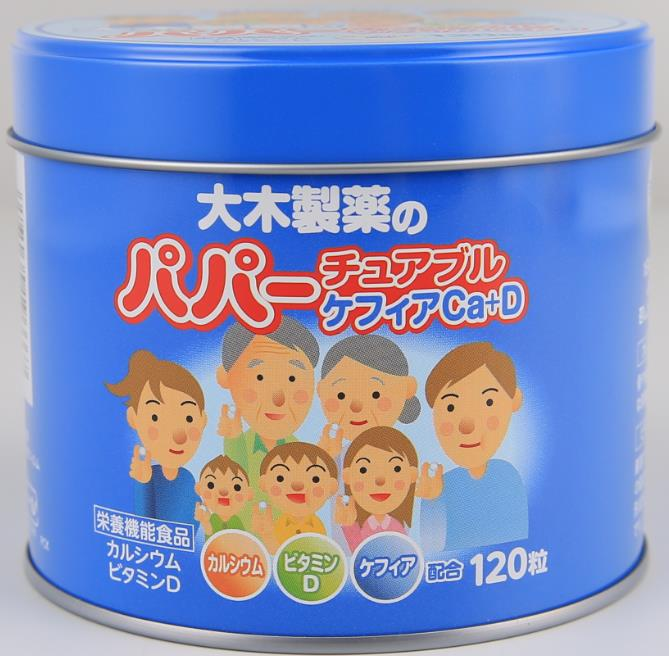 大木製薬の
パパー
チュアブル
ケフィアCa+D
栄養機能食品
カルシウム
ビタミンD
カルシウム
ビタミン
D
ケフィア
配合
120粒